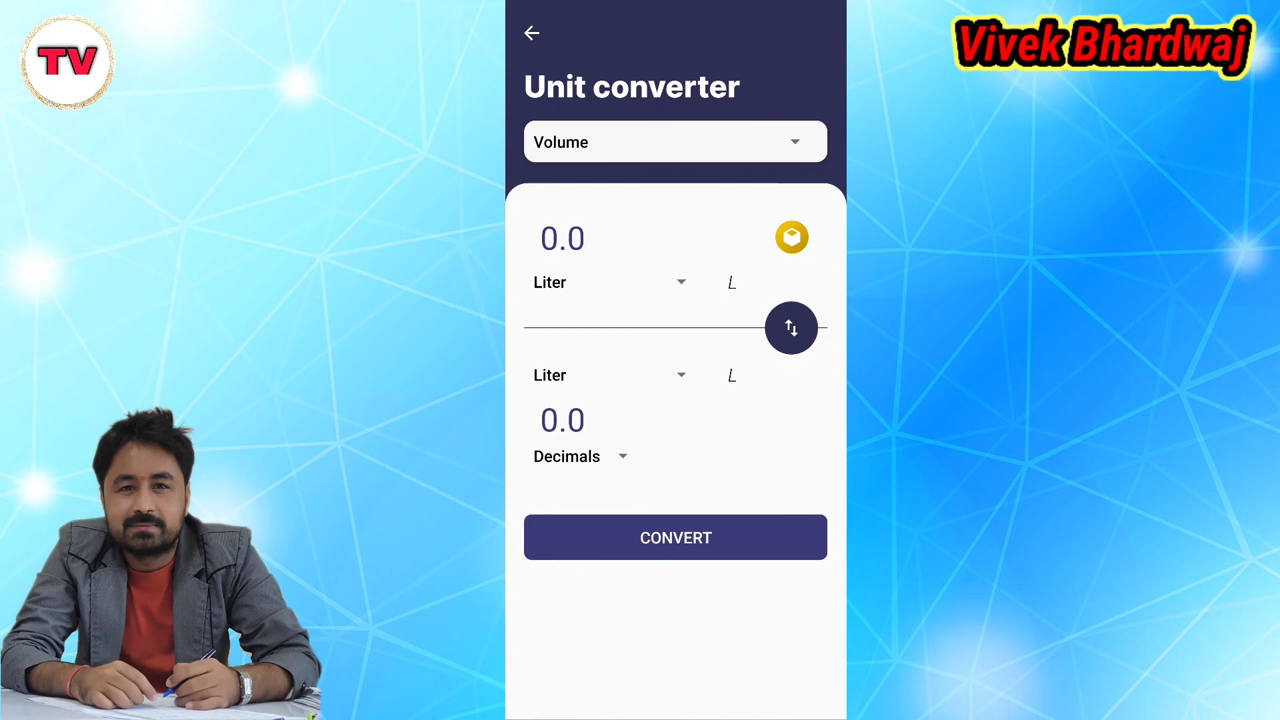 TV
Vivek Bhardwaj
Unit converter
Volume
0.0
Liter L
Liter L
0.0
Decimals
CONVERT